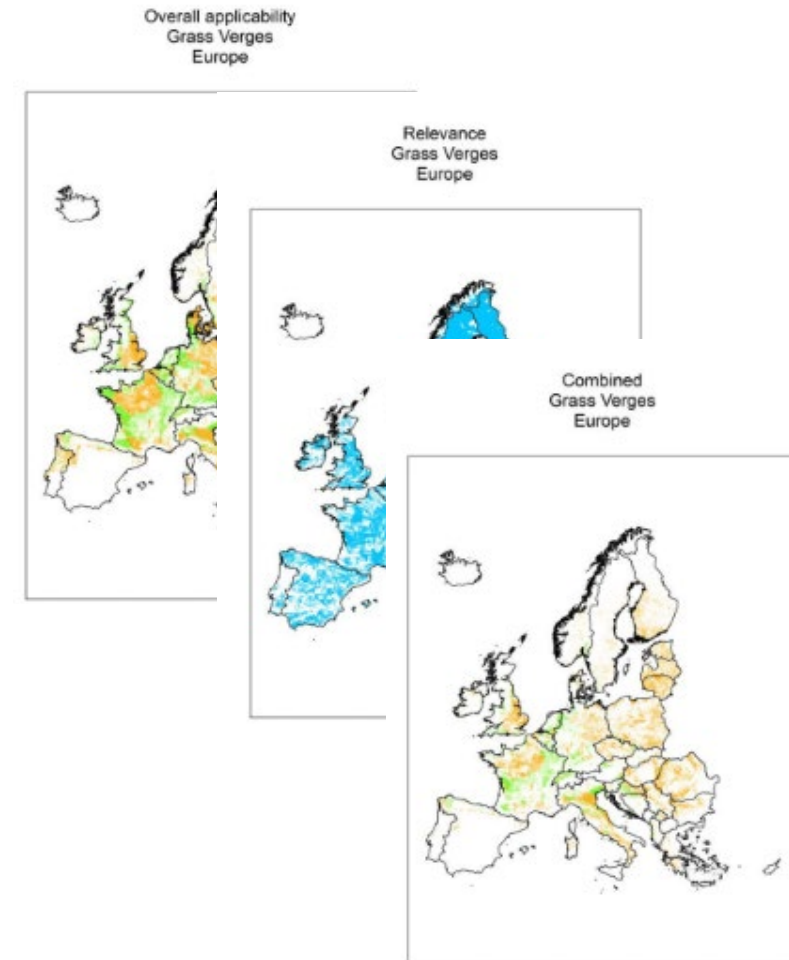 Overall applicability
Grass Verges
Europe
Relevance
Grass Verges
Europe
Combined
Grass Verges
Europe